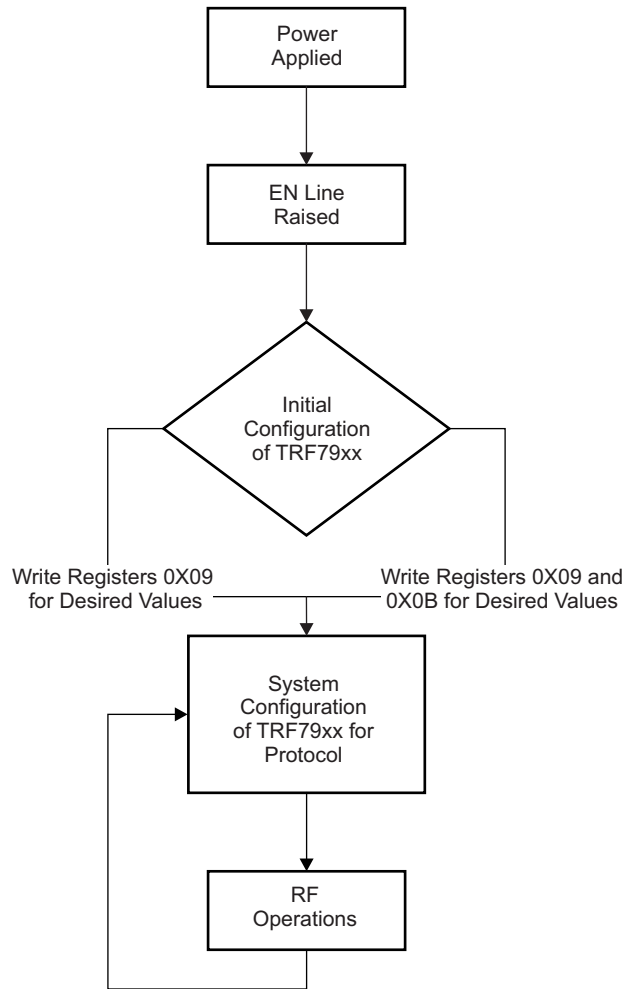 Power
Applied
EN Line
Raised
Initial
Configuration
of TRF79xx
Write Registers 0X09
for Desired Values
Write Registers 0X09 and
0X0B for Desired Values
System
Configuration
of TRF79xx for
Protocol
RF
Operations